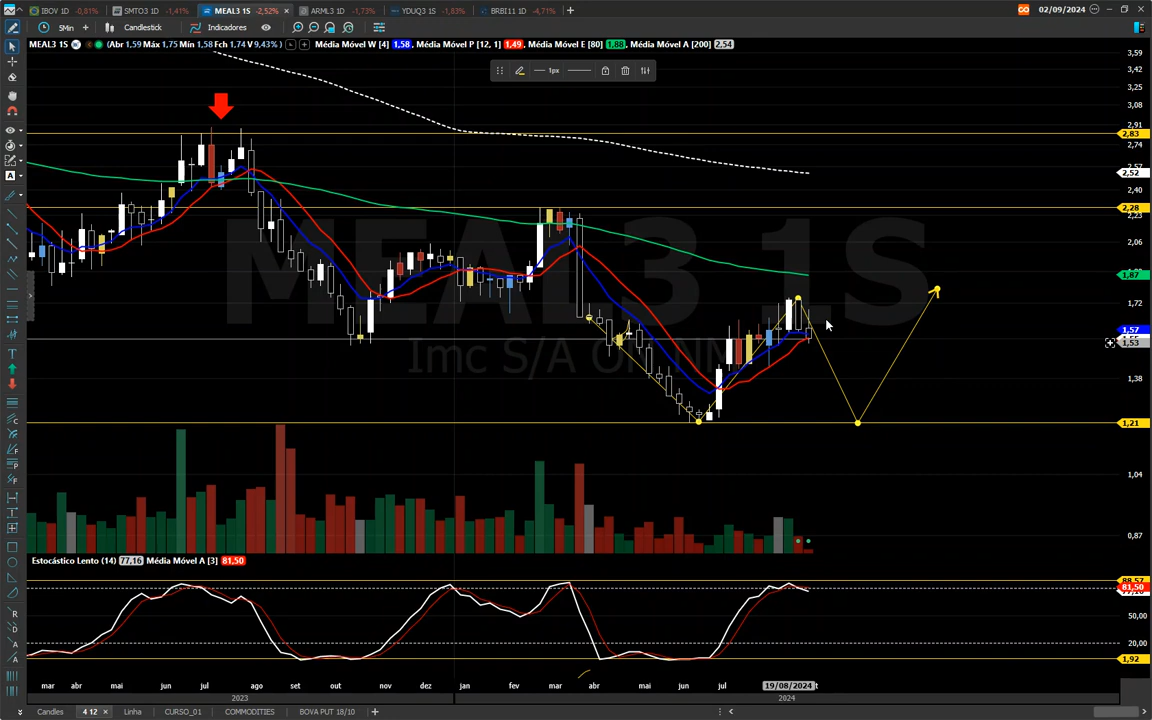 IBOV 1D -0,81%
SMTO3 1D -1,41%
MEAL3 1S -2,52%
ARML3 1D -1,73%
YDUQ3 1S -1,83%
BRBI11 1D -4,71%
GO 02/09/2024
5Min Candlestick Indicadores
MEAL3 1S (Abr 1,59 Máx 1,75 Mín 1,58 Fch 1,74 V 9,43%) Média Móvel W [4] 1,58, Média Móvel P [12, 1] 1,49, Média Móvel E [80] 1,88, Média Móvel A [200] 2,54
1px
3,59
3,42
3,25
3,08
2,91
2,83
2,74
2,57
2,52
2,40
2,28
2,23
2,06
1,87
1,72
1,57
1,53
1,38
1,21
1,04
0,87
MEAL3 1S
Estocástico Lento (14) 77,16 Média Móvel A [3] 81,50
88,57
81,50
50,00
20,00
1,92
mar abr mai jun jul ago set out nov dez jan fev mar abr mai jun jul 19/08/2024
2023 2024
Candles 4 12 Linha CURSO_01 COMMODITIES BOVA PUT 18/10